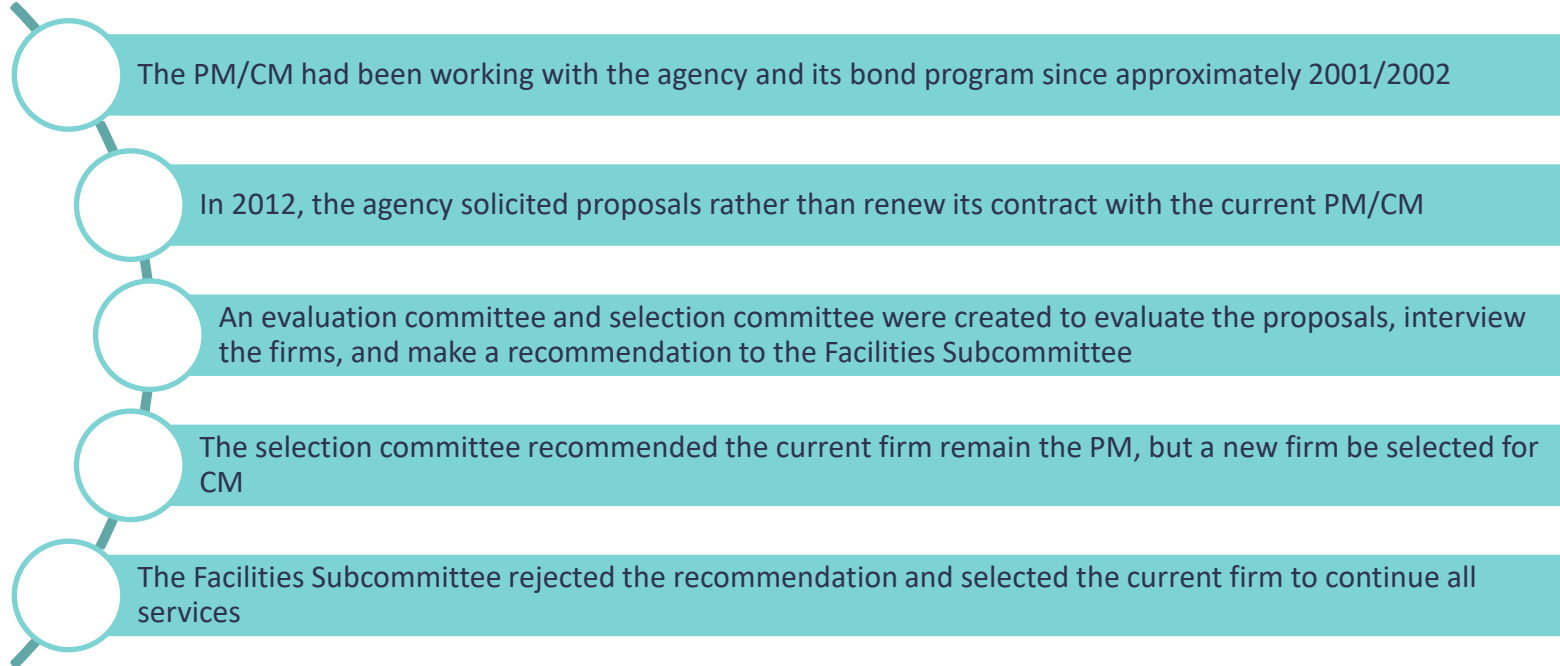 The PM/CM had been working with the agency and its bond program since approximately 2001/2002
In 2012, the agency solicited proposals rather than renew its contract with the current PM/CM
An evaluation committee and selection committee were created to evaluate the proposals, interview
the firms, and make a recommendation to the Facilities Subcommittee
The selection committee recommended the current firm remain the PM, but a new firm be selected for
CM
The Facilities Subcommittee rejected the recommendation and selected the current firm to continue all
services